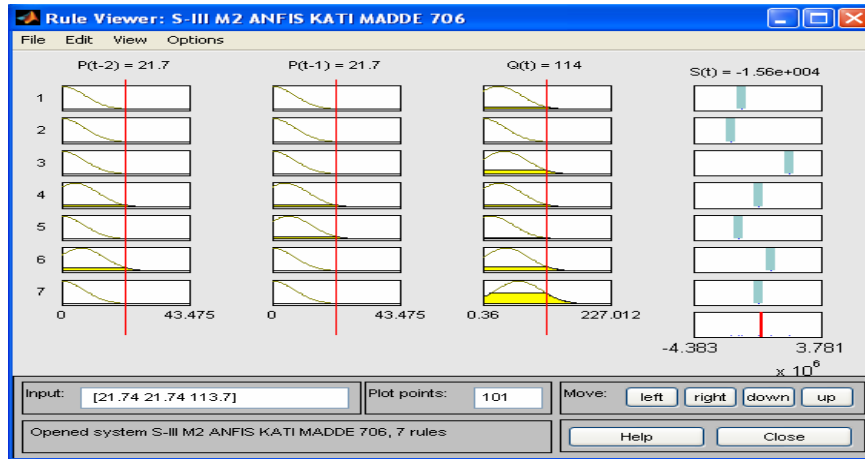 Rule Viewer: S-III M2 ANFIS KATI MADDE 706
File Edit View Options
P(t-2) = 21.7 P(t-1) = 21.7 Q(t) = 114 S(t) = -1.56e+004
1
2
3
4
5
6
7
0 43.475 0 43.475 0.36 227.012
-4.383 3.781
x 10^6
Input: [21.74 21.74 113.7] Plot points: 101 Move: left right down up
Opened system S-III M2 ANFIS KATI MADDE 706, 7 rules Help Close